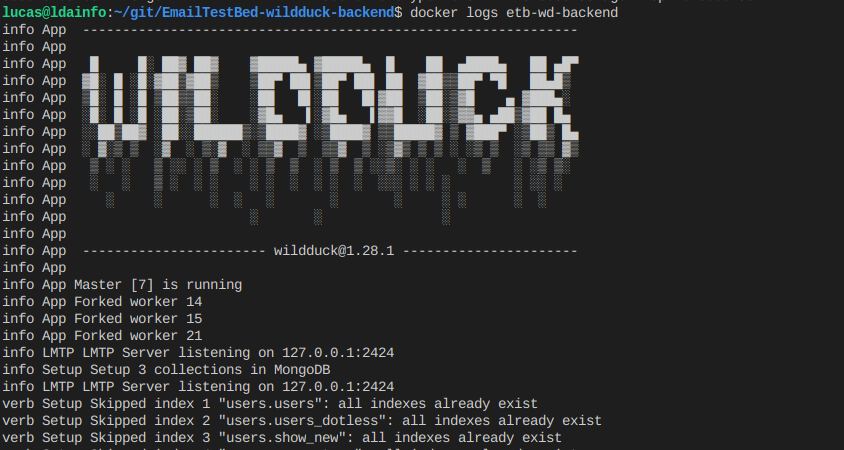 lucas@ldainfo:~/git/EmailTestBed-wildduck-backend$ docker logs etb-wd-backend
info App  --------------------------------------------------------------
info App
info App
info App
info App
info App
info App
info App
info App
info App
info App
info App
info App
info App  ----------------------- wildduck@1.28.1 ----------------------
info App
info App Master [7] is running
info App Forked worker 14
info App Forked worker 15
info App Forked worker 21
info LMTP LMTP Server listening on 127.0.0.1:2424
info Setup Setup 3 collections in MongoDB
info LMTP LMTP Server listening on 127.0.0.1:2424
verb Setup Skipped index 1 "users.users": all indexes already exist
verb Setup Skipped index 2 "users.users_dotless": all indexes already exist
verb Setup Skipped index 3 "users.show_new": all indexes already exist